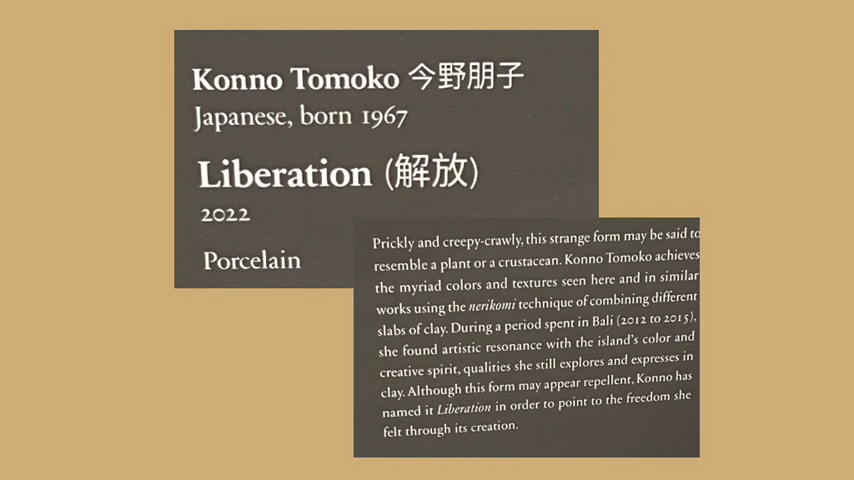 Konno Tomoko 今野朋子
Japanese, born 1967
Liberation (解放)
2022
Porcelain
Prickly and creepy-crawly, this strange form may be said to
resemble a plant or a crustacean. Konno Tomoko achieves
the myriad colors and textures seen here and in similar
works using the nerikomi technique of combining different
slabs of clay. During a period spent in Bali (2012 to 2015),
she found artistic resonance with the island's color and
creative spirit, qualities she still explores and expresses in
clay. Although this form may appear repellent, Konno has
named it Liberation in order to point to the freedom she
felt through its creation.